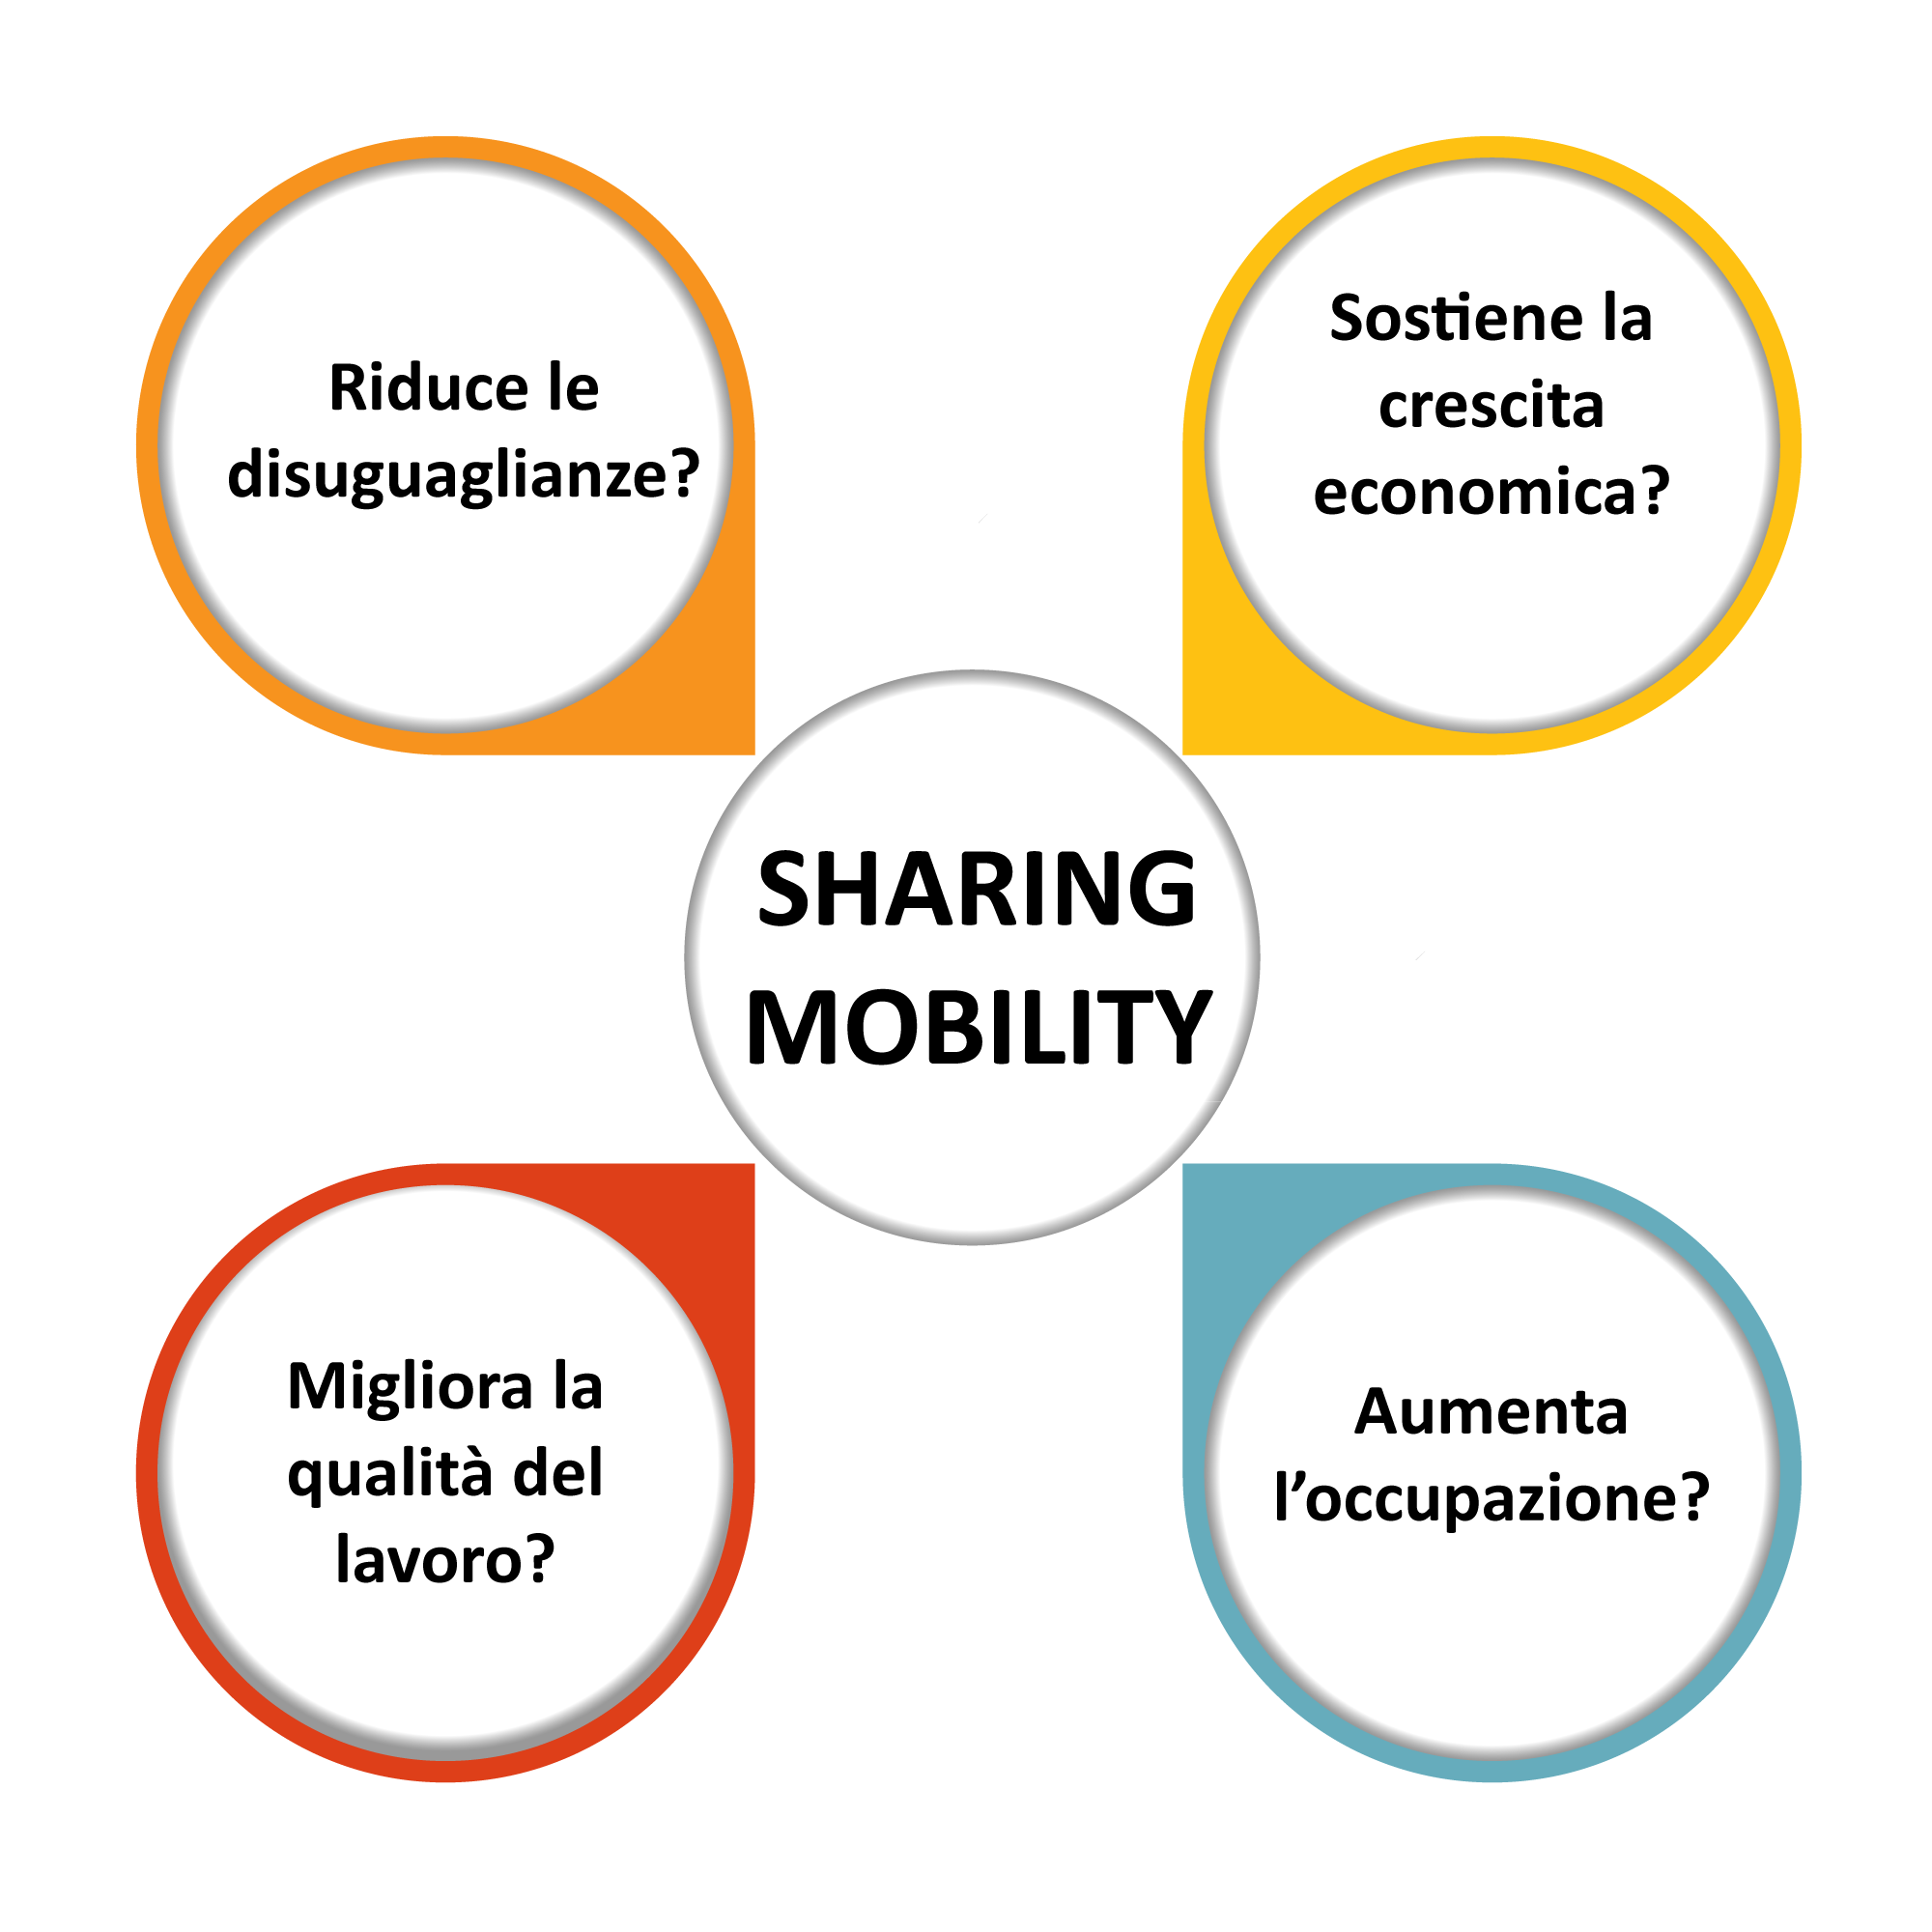 Riduce le
disuguaglianze?
Sostiene la
crescita
economica?
SHARING
MOBILITY
Migliora la
qualità del
lavoro?
Aumenta
l’occupazione?